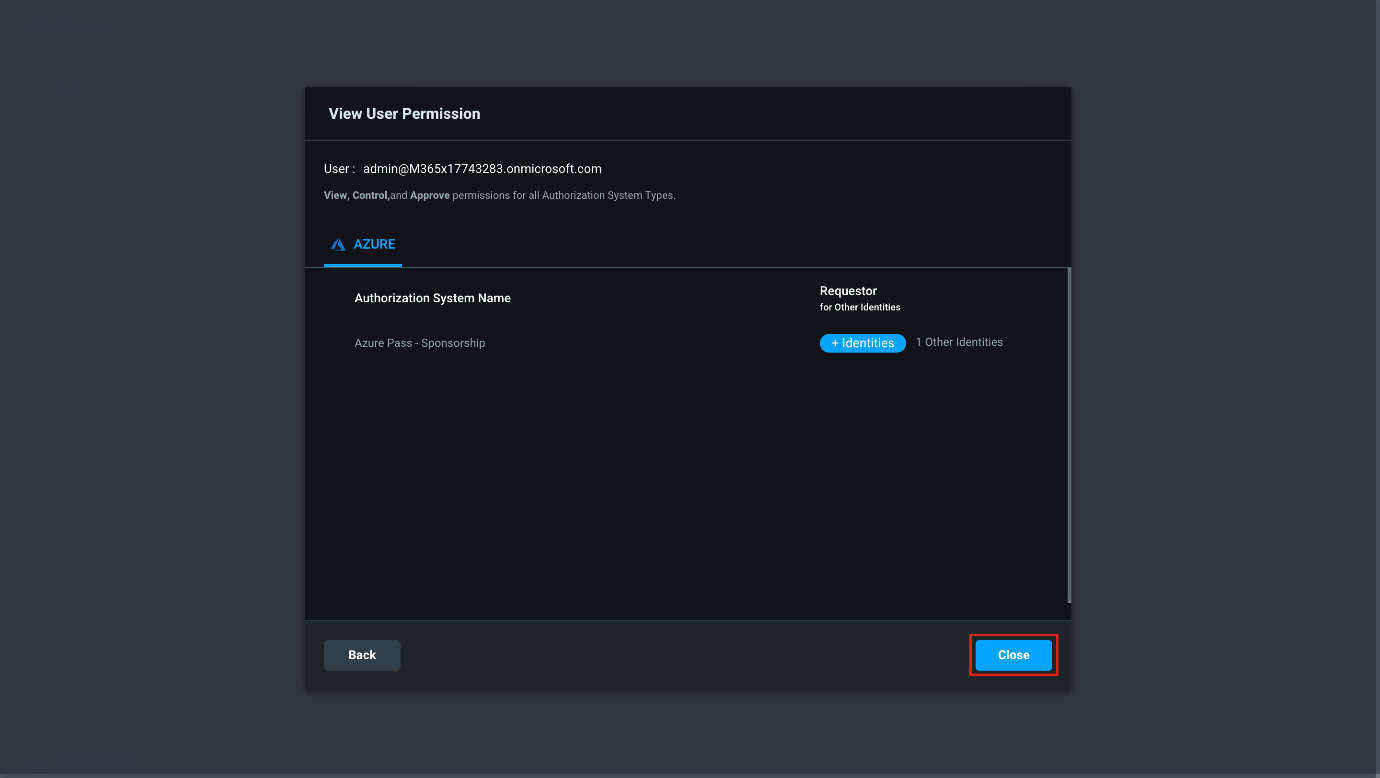 View User Permission
User : admin@M365x17743283.onmicrosoft.com
View, Control,and Approve permissions for all Authorization System Types.
AZURE
Authorization System Name
Requestor
for Other Identities
Azure Pass - Sponsorship
+ Identities 1 Other Identities
Back
Close